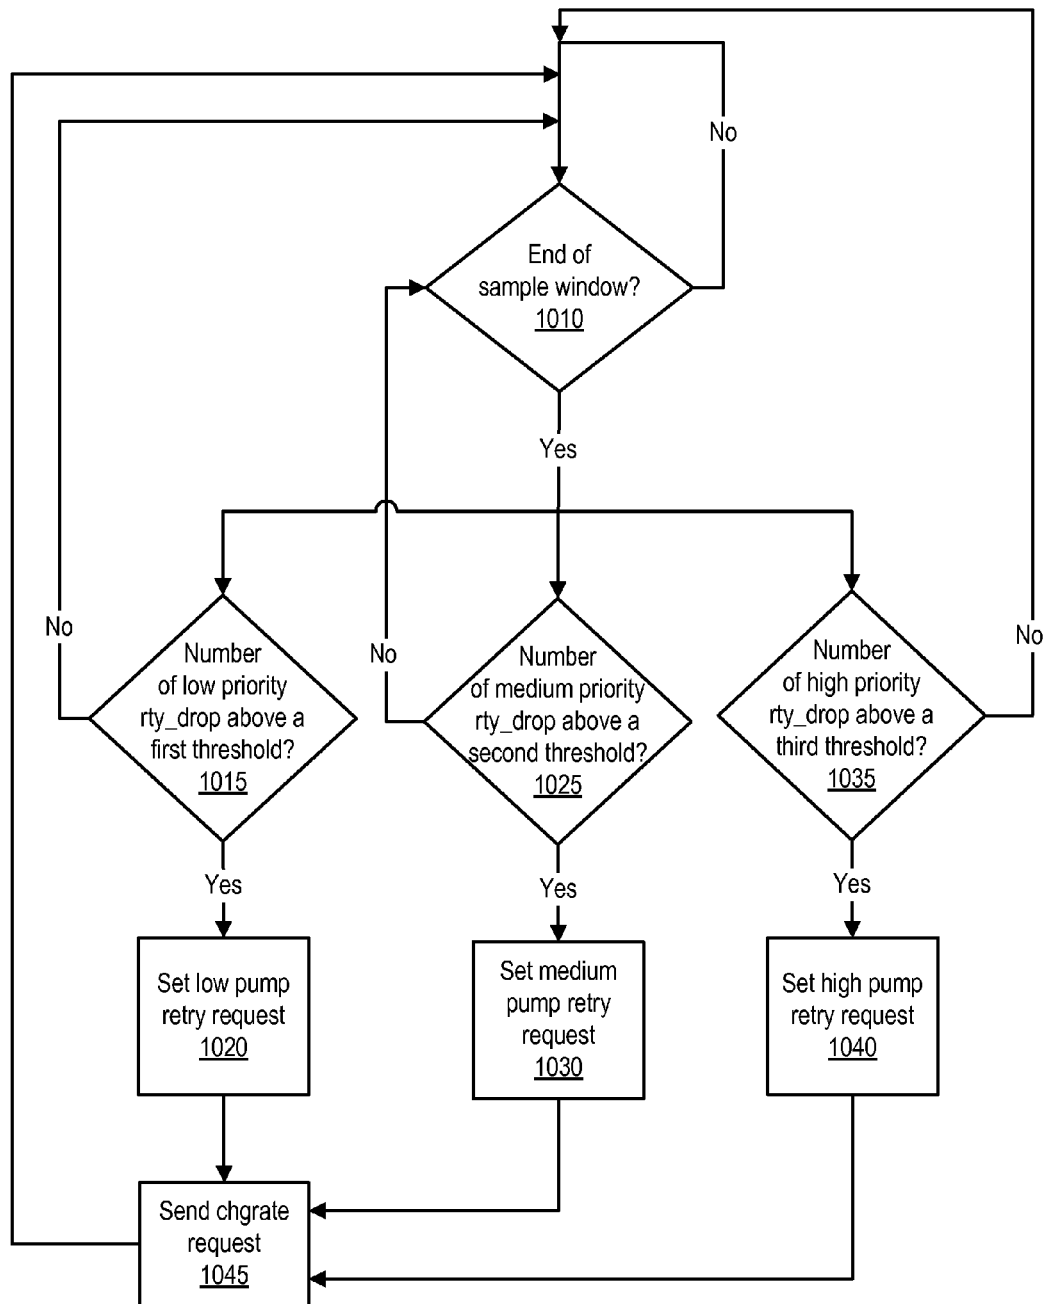 No
End of
sample window?
1010
Yes
No
Number
of low priority
rty_drop above a
first threshold?
1015
No
Number
of medium priority
rty_drop above a
second threshold?
1025
Number
of high priority
rty_drop above a
third threshold?
1035
No
Yes
Yes
Yes
Set low pump
retry request
1020
Set medium
pump retry
request
1030
Set high pump
retry request
1040
Send chgrate
request
1045